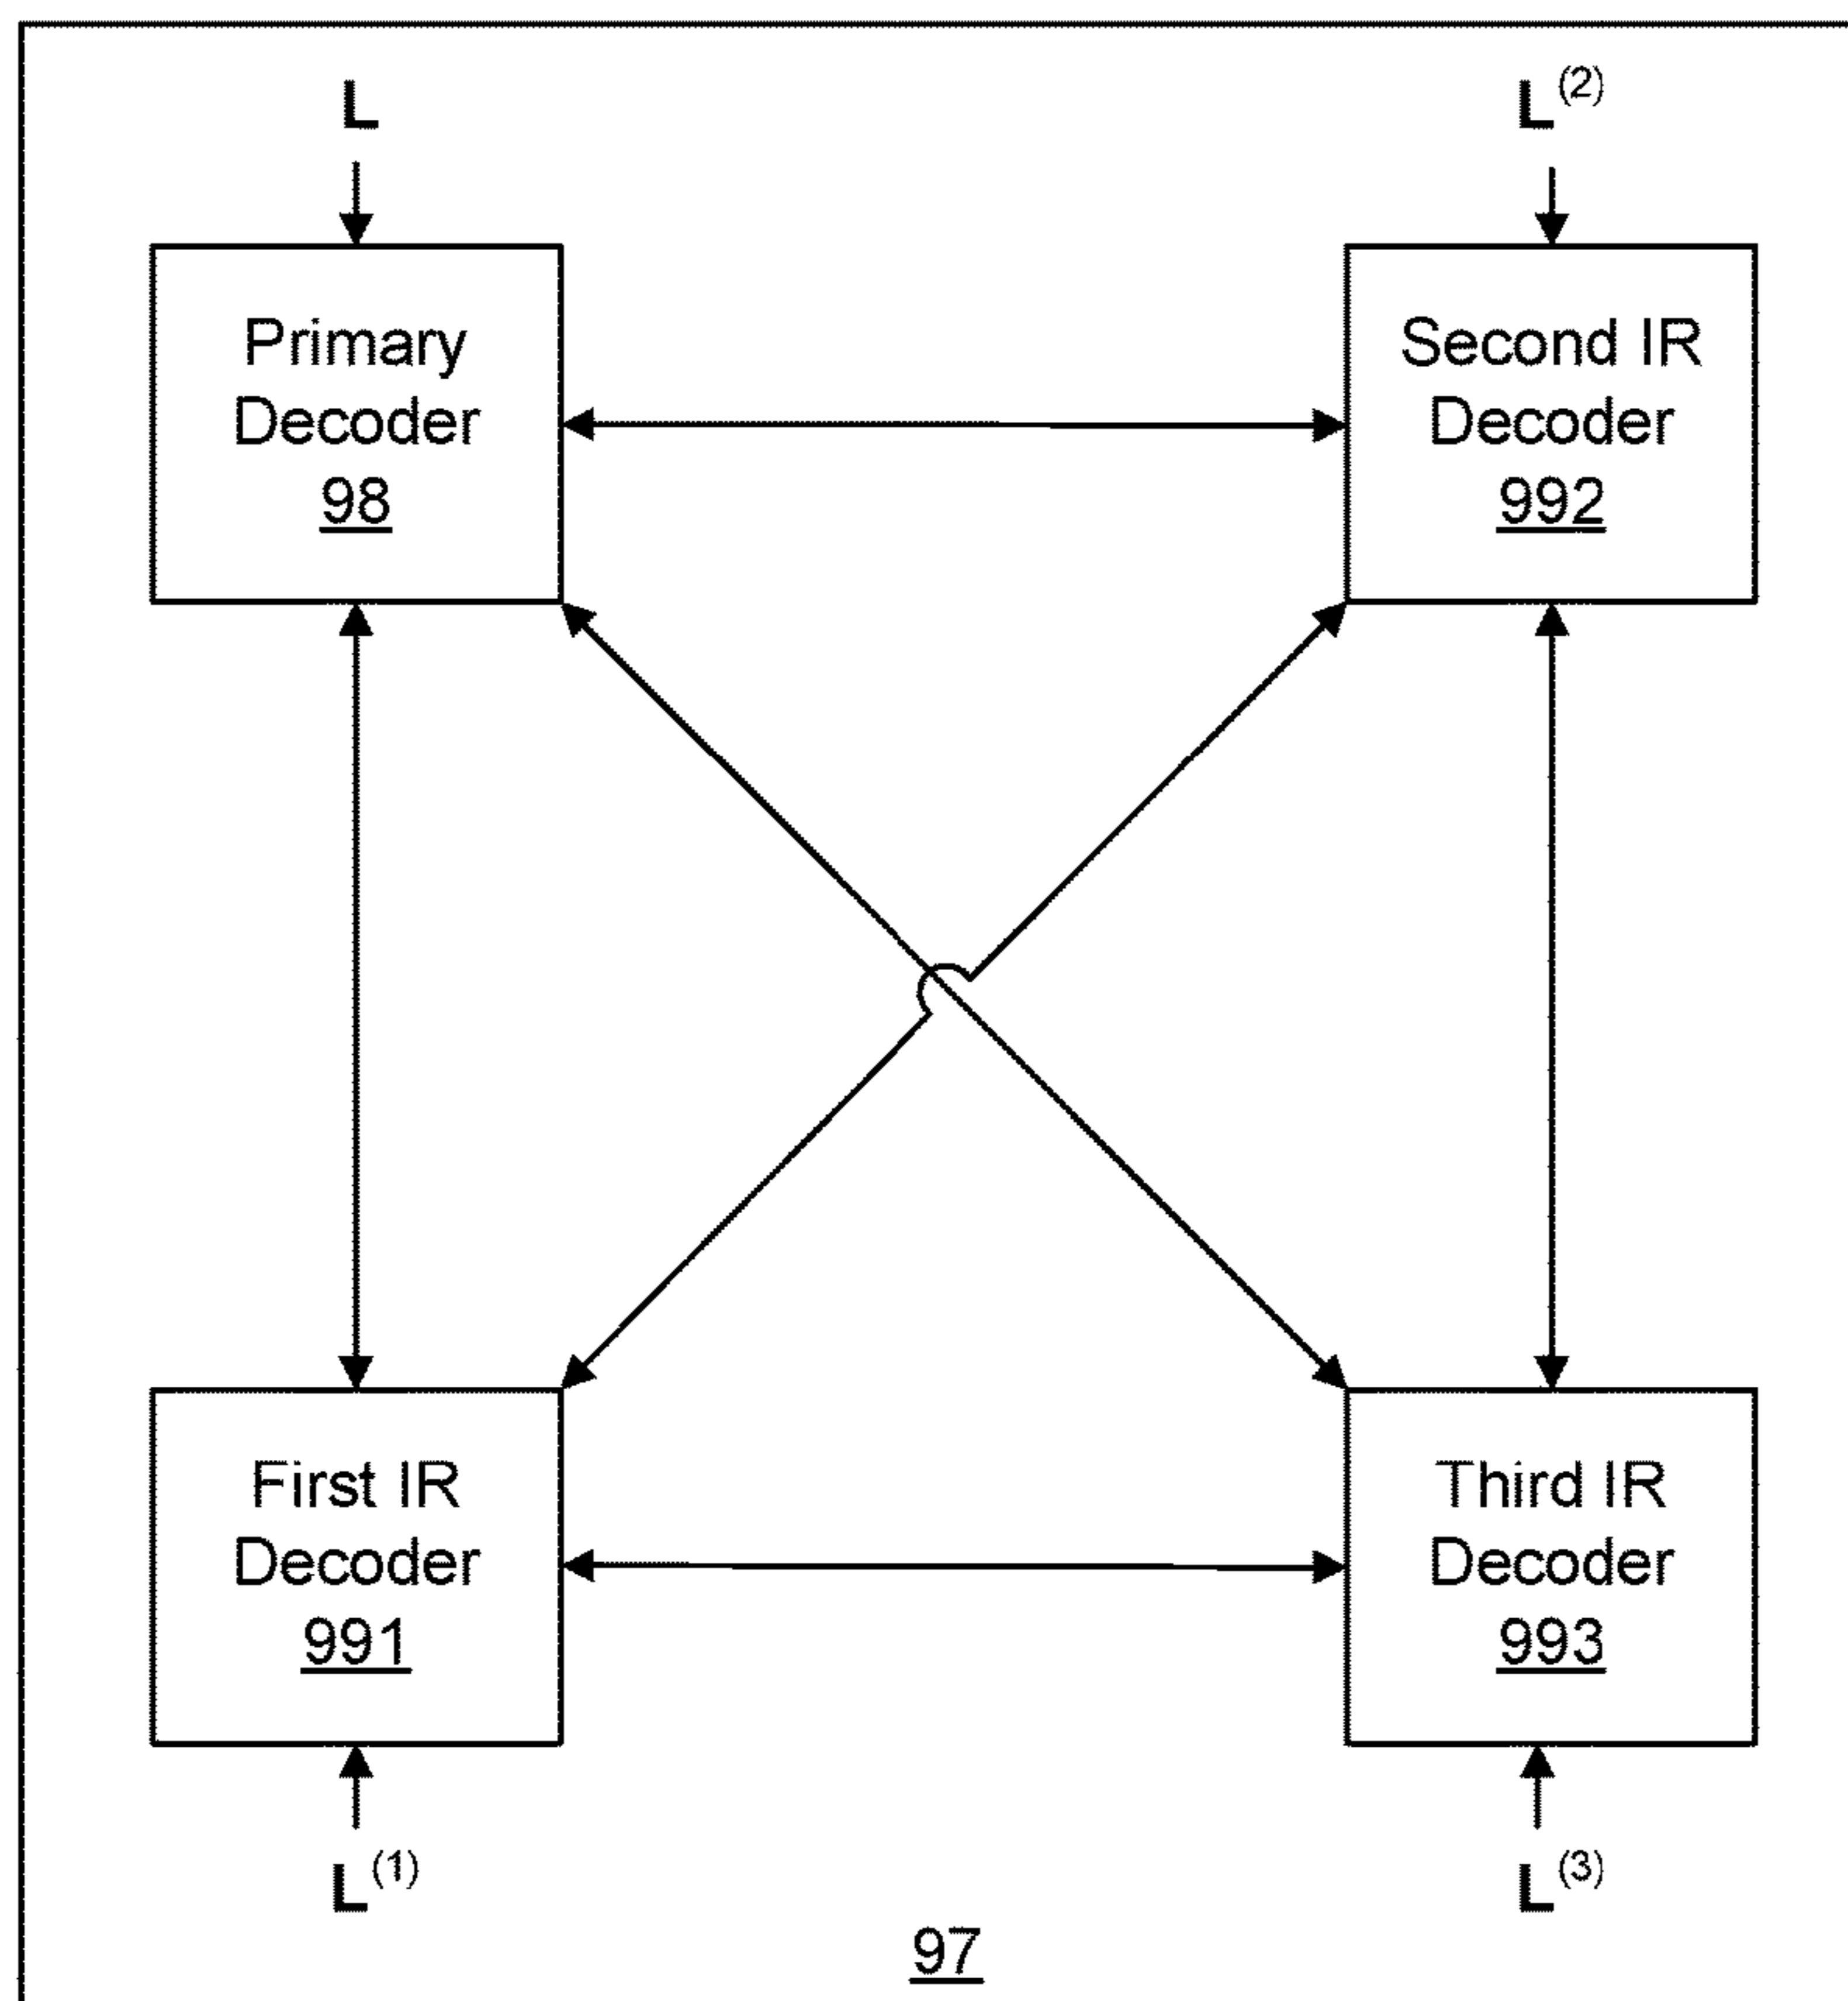 L
L(2)
Primary
Decoder
98
Second IR
Decoder
992
First IR
Decoder
991
Third IR
Decoder
993
L(1)
L(3)
97